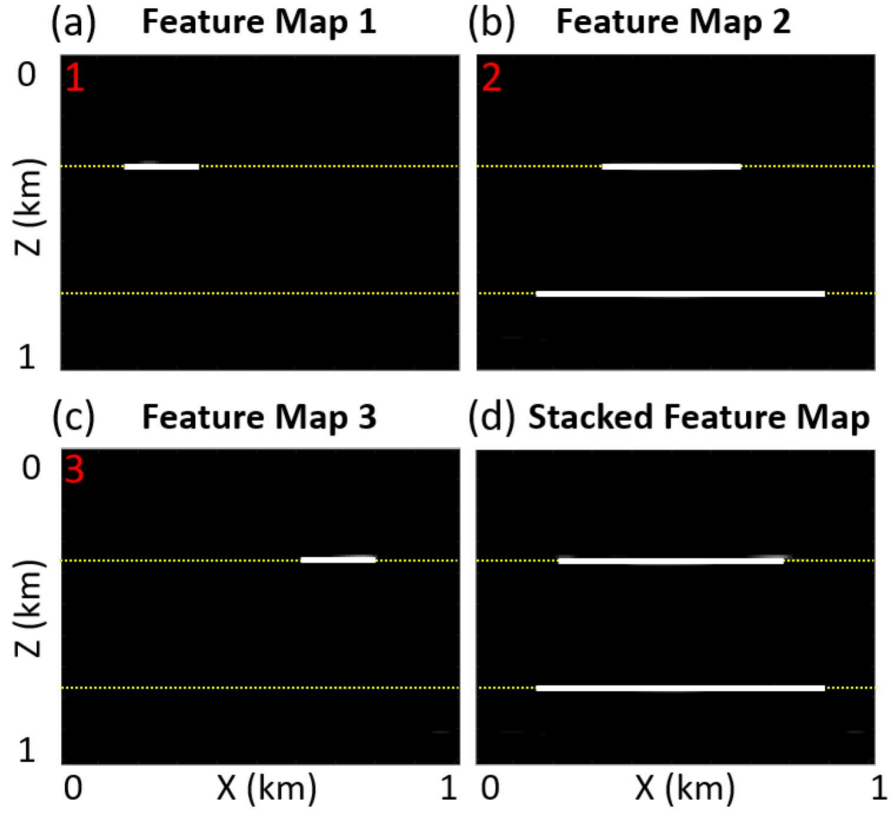 (a) Feature Map 1
(b) Feature Map 2
0
1
2
Z (km)
1
(c) Feature Map 3
(d) Stacked Feature Map
0
3
Z (km)
1
0 X (km) 1
0 X (km) 1